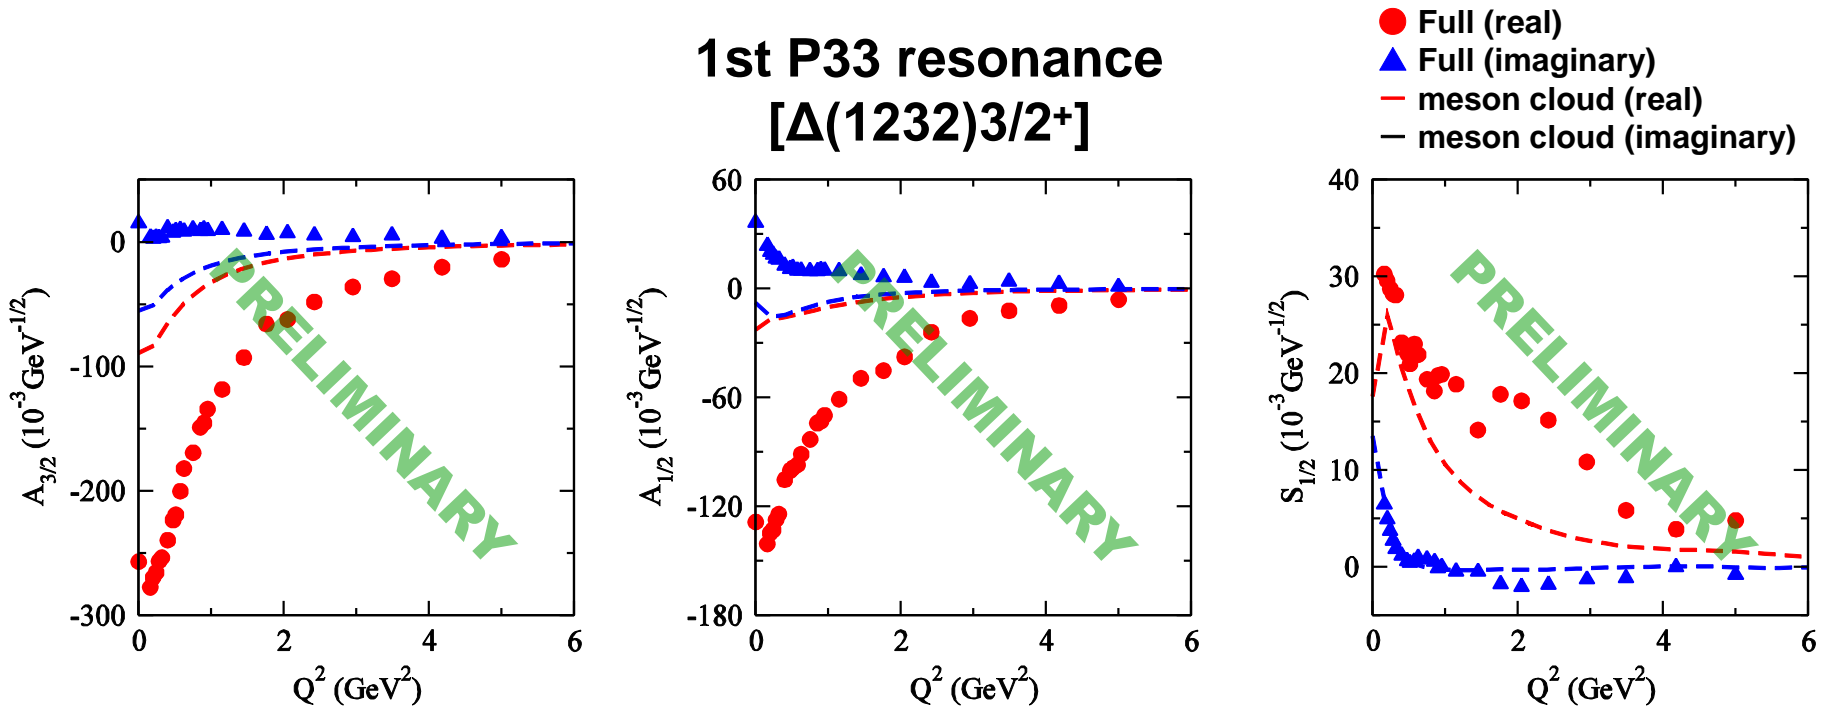 1st P33 resonance
[Δ(1232)3/2⁺]
Full (real)
Full (imaginary)
meson cloud (real)
meson cloud (imaginary)
A₃/₂ (10⁻³GeV⁻¹/²)
0
-100
-200
-300
0 2 4 6
Q² (GeV²)
PRELIMINARY
A₁/₂ (10⁻³GeV⁻¹/²)
60
0
-60
-120
-180
0 2 4 6
Q² (GeV²)
PRELIMINARY
S₁/₂ (10⁻³GeV⁻¹/²)
40
30
20
10
0
0 2 4 6
Q² (GeV²)
PRELIMINARY